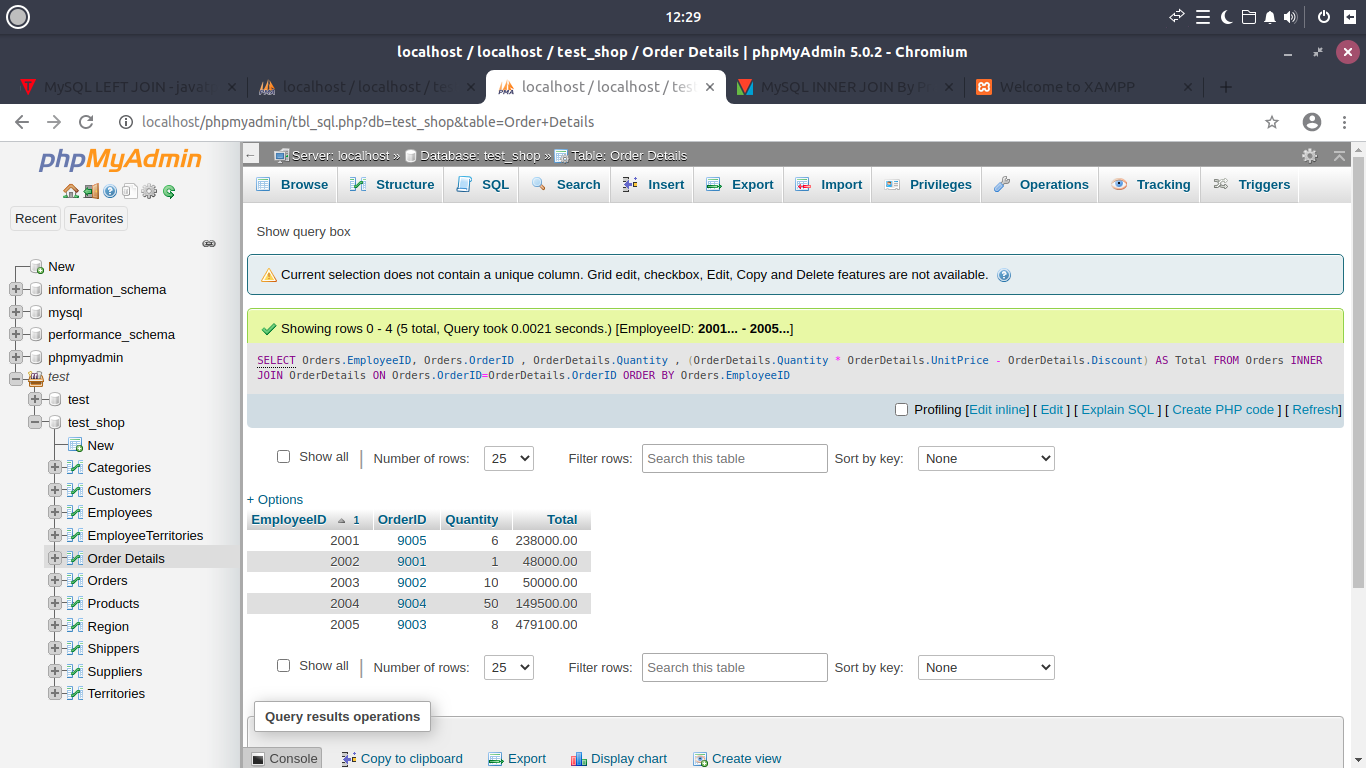 12:29
localhost / localhost / test_shop / Order Details | phpMyAdmin 5.0.2 - Chromium
MySQL LEFT JOIN - javat
localhost / localhost / te
localhost / localhost / test
MySQL INNER JOIN By P
Welcome to XAMPP
localhost/phpmyadmin/tbl_sql.php?db=test_shop&table=Order+Details
phpMyAdmin
Recent Favorites
New
information_schema
mysql
performance_schema
phpmyadmin
test
test
test_shop
New
Categories
Customers
Employees
EmployeeTerritories
Order Details
Orders
Products
Region
Shippers
Suppliers
Territories
Server: localhost » Database: test_shop » Table: Order Details
Browse Structure SQL Search Insert Export Import Privileges Operations Tracking Triggers
Show query box
Current selection does not contain a unique column. Grid edit, checkbox, Edit, Copy and Delete features are not available.
Showing rows 0 - 4 (5 total, Query took 0.0021 seconds.) [EmployeeID: 2001... - 2005...]
SELECT Orders.EmployeeID, Orders.OrderID , OrderDetails.Quantity , (OrderDetails.Quantity * OrderDetails.UnitPrice - OrderDetails.Discount) AS Total FROM Orders INNER
JOIN OrderDetails ON Orders.OrderID=OrderDetails.OrderID ORDER BY Orders.EmployeeID
Profiling [Edit inline] [ Edit ] [ Explain SQL ] [ Create PHP code ] [ Refresh]
Show all | Number of rows: 25 Filter rows: Search this table Sort by key: None
+ Options
EmployeeID 1 OrderID Quantity Total
2001 9005 6 238000.00
2002 9001 1 48000.00
2003 9002 10 50000.00
2004 9004 50 149500.00
2005 9003 8 479100.00
Show all | Number of rows: 25 Filter rows: Search this table Sort by key: None
Query results operations
Console Copy to clipboard Export Display chart Create view